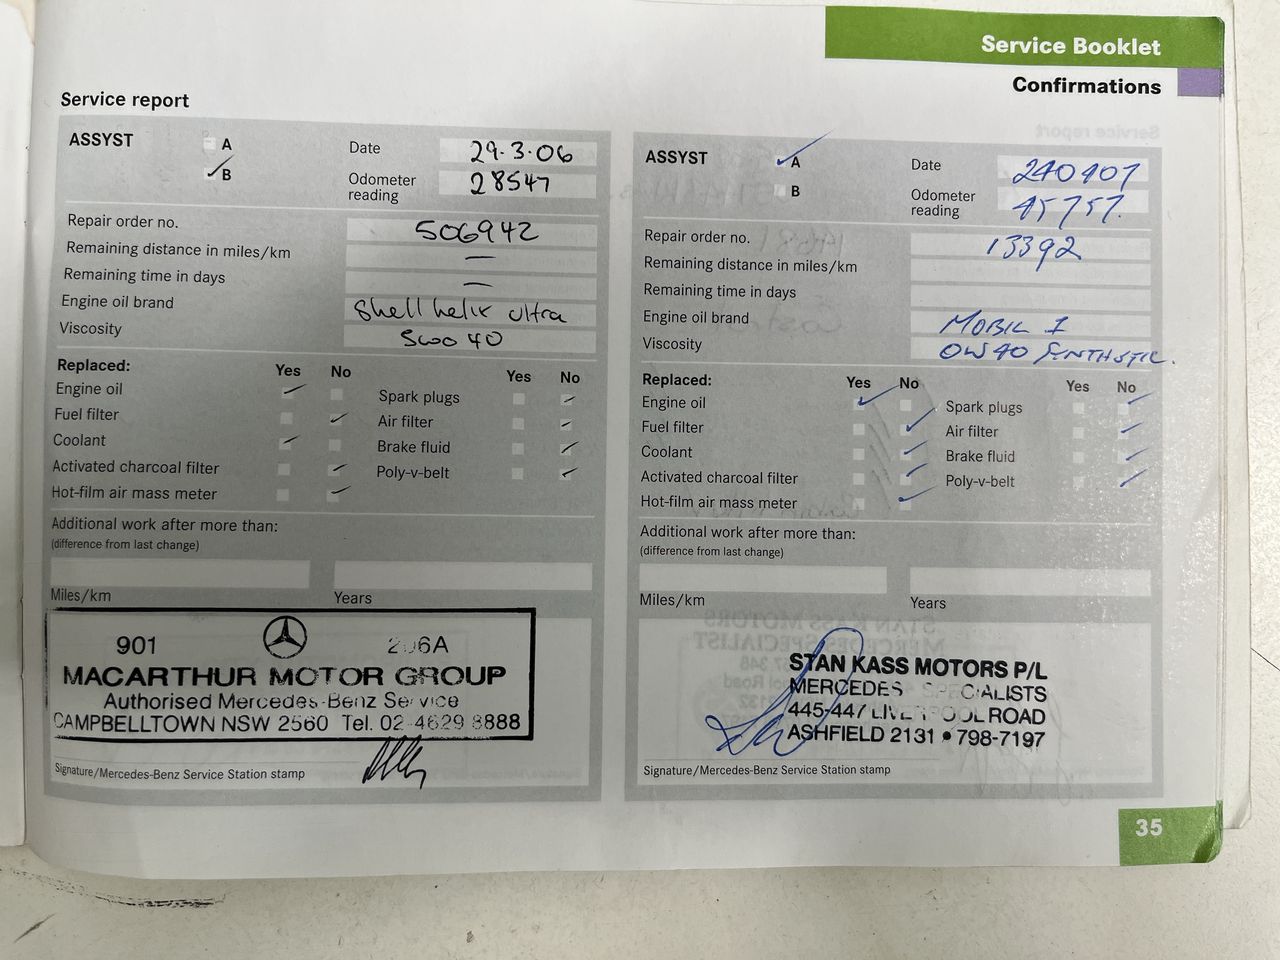 Service Booklet
Confirmations
Service report
ASSYST
A
B
Date 29.3.06
Odometer reading 28547
Repair order no. 506942
Remaining distance in miles/km —
Remaining time in days —
Engine oil brand Shell helix ultra
Viscosity 5w040
Replaced: Yes No Yes No
Engine oil Spark plugs
Fuel filter Air filter
Coolant Brake fluid
Activated charcoal filter Poly-v-belt
Hot-film air mass meter
Additional work after more than:
(difference from last change)
Miles/km Years
901
MACARTHUR MOTOR GROUP
Authorised Mercedes-Benz Service
CAMPBELLTOWN NSW 2560 Tel. 02 4629 8888
Signature/Mercedes-Benz Service Station stamp
ASSYST
A
B
Date 240407
Odometer reading 45757.
Repair order no. 13392
Remaining distance in miles/km
Remaining time in days
Engine oil brand MOBIL 1
Viscosity 0W40 SYNTHETIC.
Replaced: Yes No Yes No
Engine oil Spark plugs
Fuel filter Air filter
Coolant Brake fluid
Activated charcoal filter Poly-v-belt
Hot-film air mass meter
Additional work after more than:
(difference from last change)
Miles/km Years
STAN KASS MOTORS P/L
MERCEDES SPECIALISTS
445-447 LIVERPOOL ROAD
ASHFIELD 2131 • 798-7197
Signature/Mercedes-Benz Service Station stamp
35